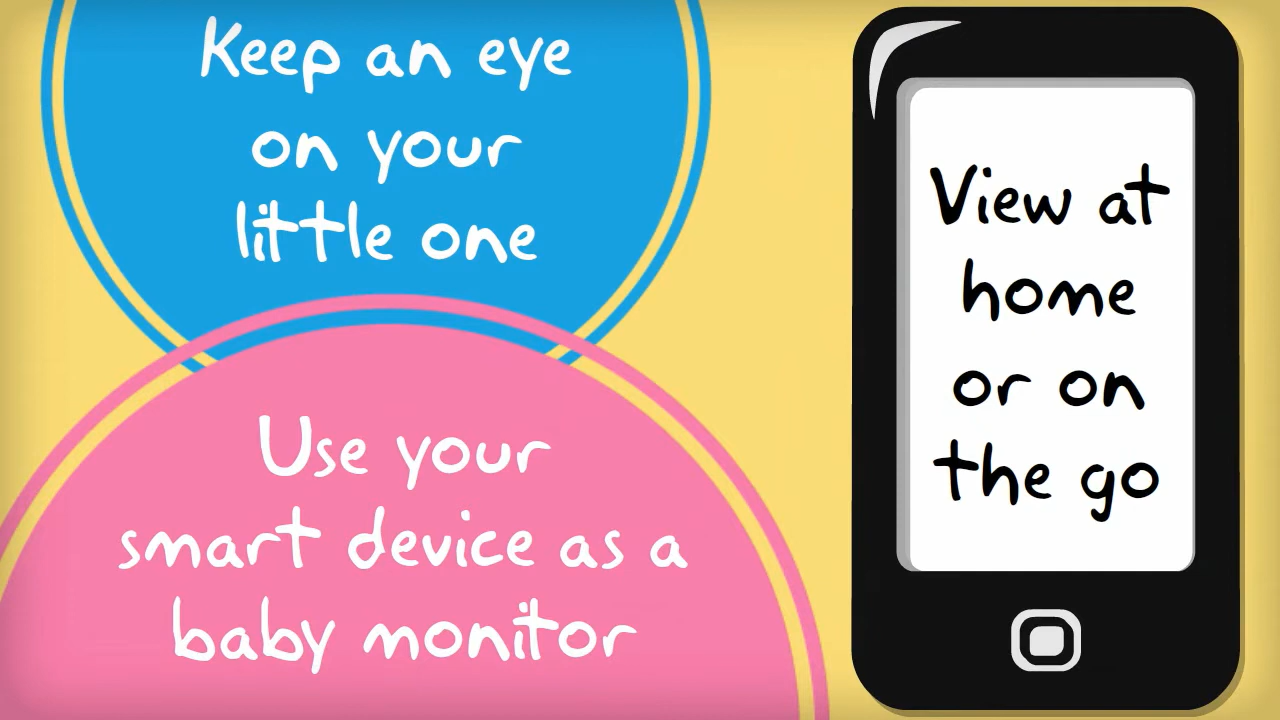 Keep an eye
on your
little one
Use your
smart device as a
baby monitor
View at
home
or on
the go